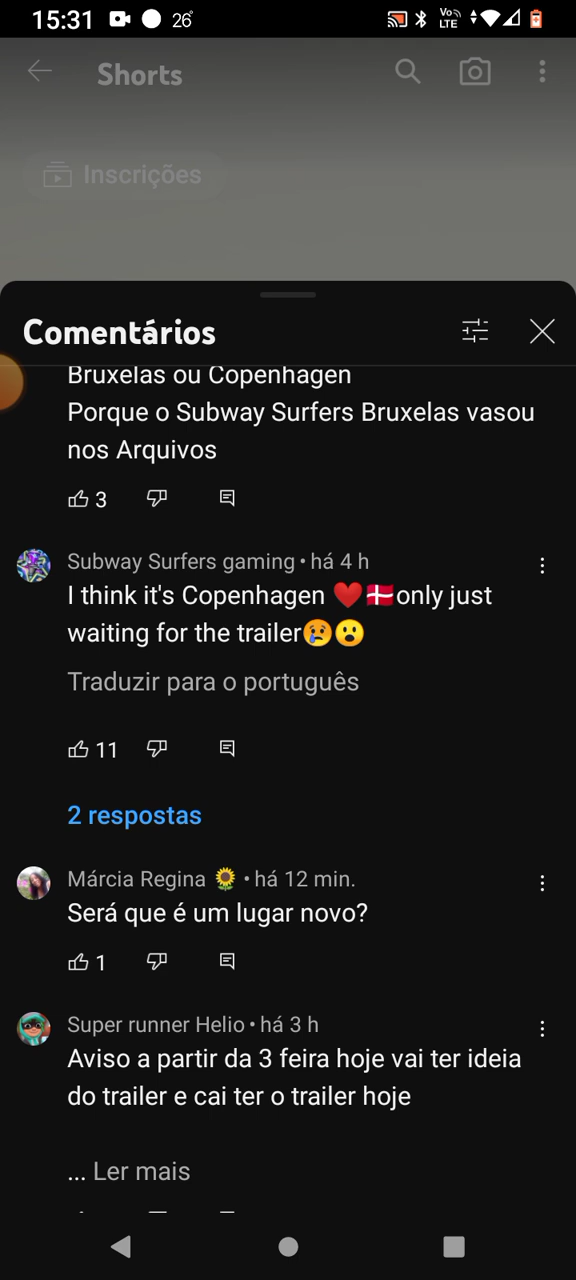 15:31 26°
Vo LTE
Shorts
Inscrições
Comentários
Bruxelas ou Copenhagen
Porque o Subway Surfers Bruxelas vasou
nos Arquivos
3
Subway Surfers gaming • há 4 h
I think it's Copenhagen ❤️🇩🇰only just
waiting for the trailer😢😮
Traduzir para o português
11
2 respostas
Márcia Regina 🌻 • há 12 min.
Será que é um lugar novo?
1
Super runner Helio • há 3 h
Aviso a partir da 3 feira hoje vai ter ideia
do trailer e cai ter o trailer hoje
... Ler mais